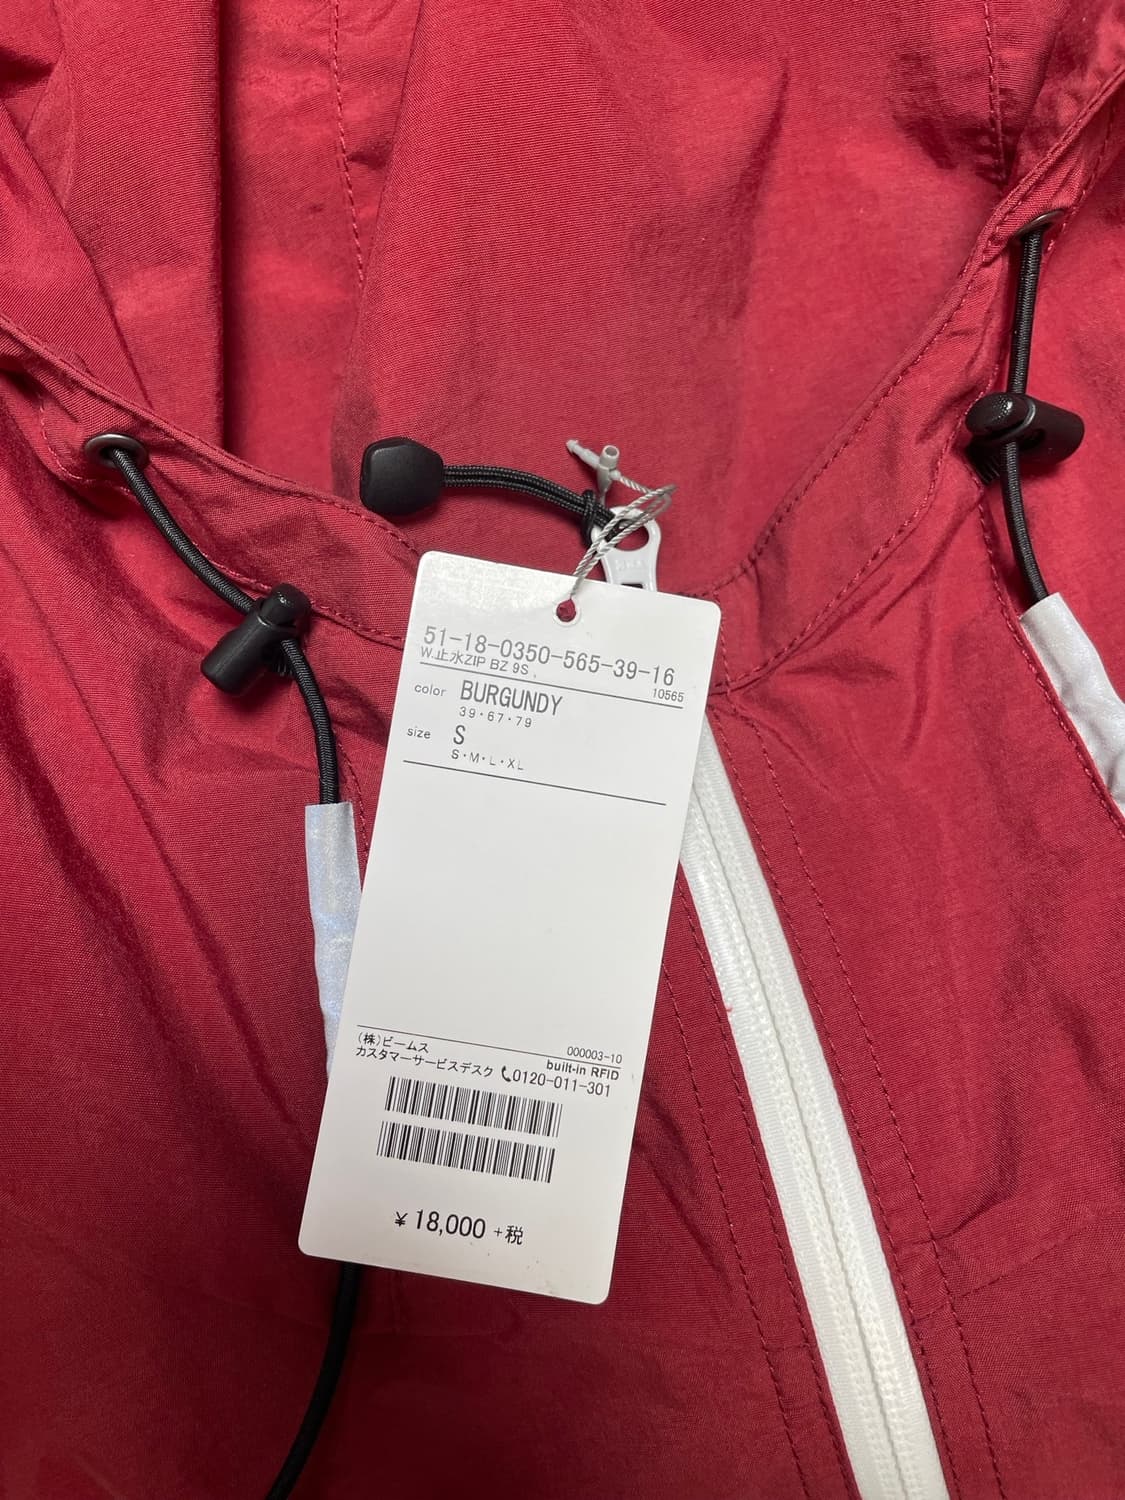 51-18-0350-565-39-16
W.止水ZIP BZ 9S, 10565
color BURGUNDY
39・67・79
size S
S・M・L・XL
(株)ビームス 000003-10
built-in RFID
カスタマーサービスデスク 0120-011-301
¥ 18,000 +税